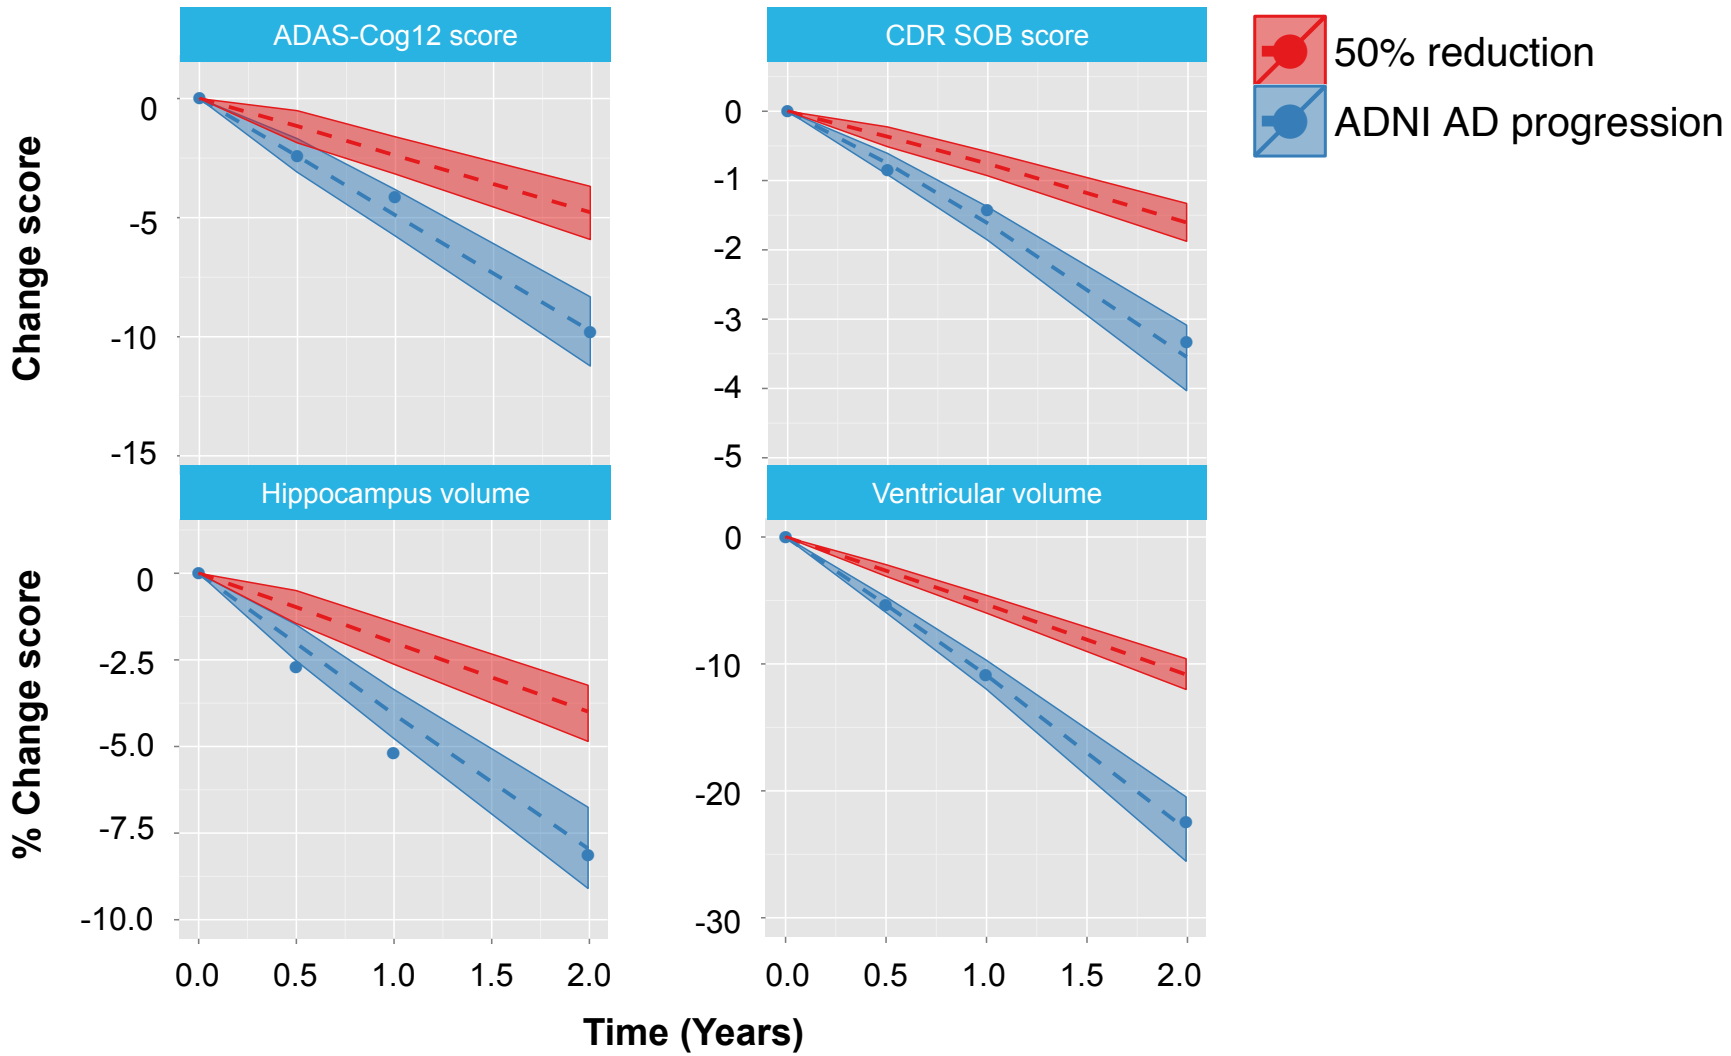 ADAS-Cog12 score
CDR SOB score
50% reduction
ADNI AD progression
Change score
0
-5
-10
-15
0
-1
-2
-3
-4
-5
Hippocampus volume
Ventricular volume
% Change score
0
-2.5
-5.0
-7.5
-10.0
0
-10
-20
-30
0.0 0.5 1.0 1.5 2.0
0.0 0.5 1.0 1.5 2.0
Time (Years)